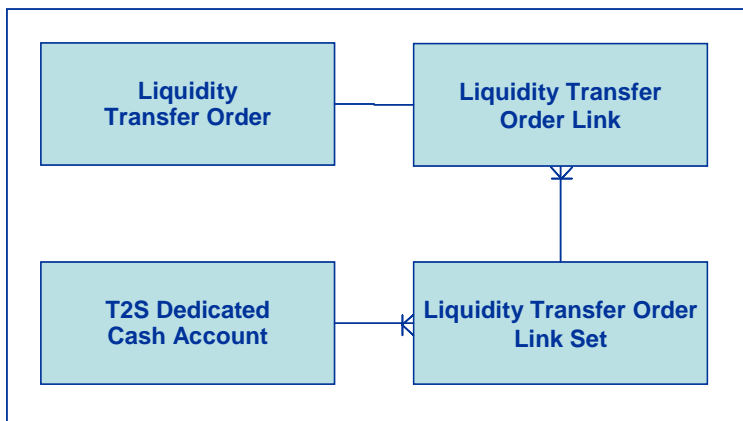 Liquidity
Transfer Order
Liquidity Transfer
Order Link
T2S Dedicated
Cash Account
Liquidity Transfer Order
Link Set